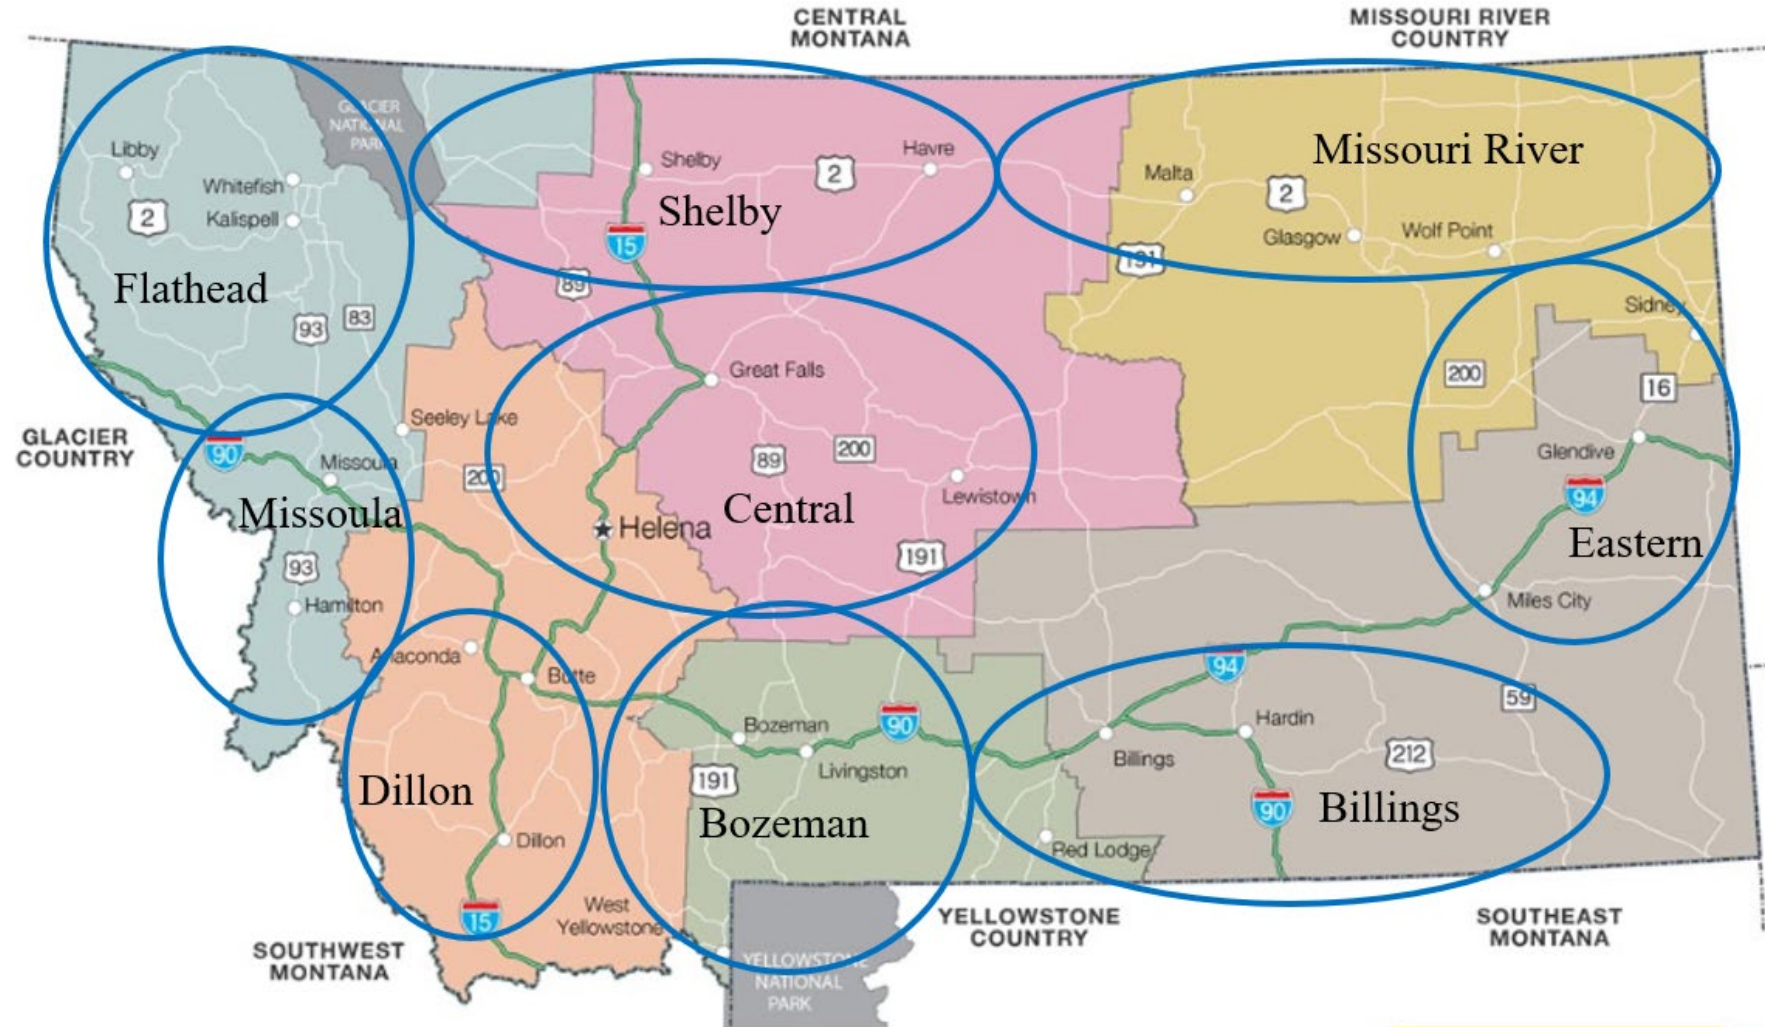 CENTRAL
MONTANA
MISSOURI RIVER
COUNTRY
GLACIER
NATIONAL
PARK
Libby
Whitefish
Kalispell
2
Flathead
93
83
Shelby
Havre
2
Shelby
15
89
Missouri River
Malta
2
Glasgow
Wolf Point
191
Sidney
200
16
Glendive
94
Eastern
Miles City
Great Falls
89
200
Lewistown
Central
191
Helena
GLACIER
COUNTRY
Seeley Lake
90
Missoula
200
Missoula
93
Hamilton
Anaconda
Butte
Dillon
Dillon
15
West
Yellowstone
SOUTHWEST
MONTANA
Bozeman
90
Livingston
191
Bozeman
YELLOWSTONE
NATIONAL
PARK
YELLOWSTONE
COUNTRY
94
59
Hardin
Billings
212
90
Billings
Red Lodge
SOUTHEAST
MONTANA